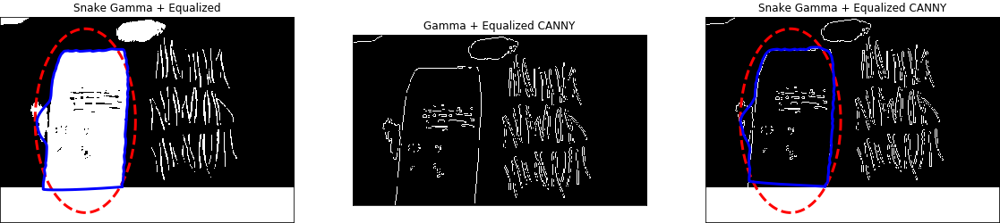 Snake Gamma + Equalized
Gamma + Equalized CANNY
Snake Gamma + Equalized CANNY